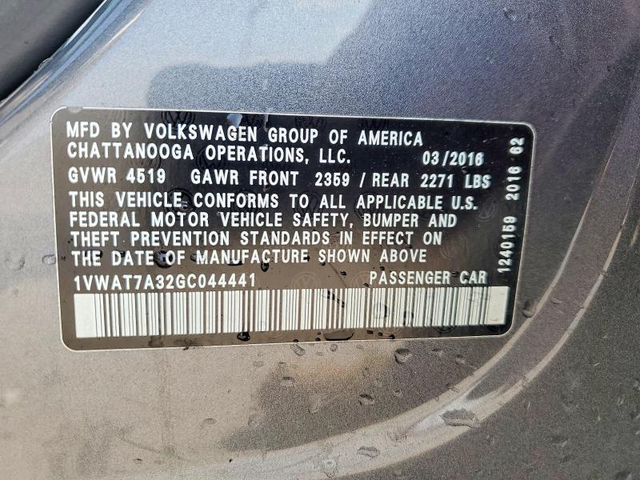 MFD BY VOLKSWAGEN GROUP OF AMERICA
CHATTANOOGA OPERATIONS, LLC. 03/2016
GVWR 4519 GAWR FRONT 2359 / REAR 2271 LBS
THIS VEHICLE CONFORMS TO ALL APPLICABLE U.S.
FEDERAL MOTOR VEHICLE SAFETY, BUMPER AND
THEFT PREVENTION STANDARDS IN EFFECT ON
THE DATE OF MANUFACTURE SHOWN ABOVE.
1VWAT7A32GC044441 PASSENGER CAR
1240159 2016 62